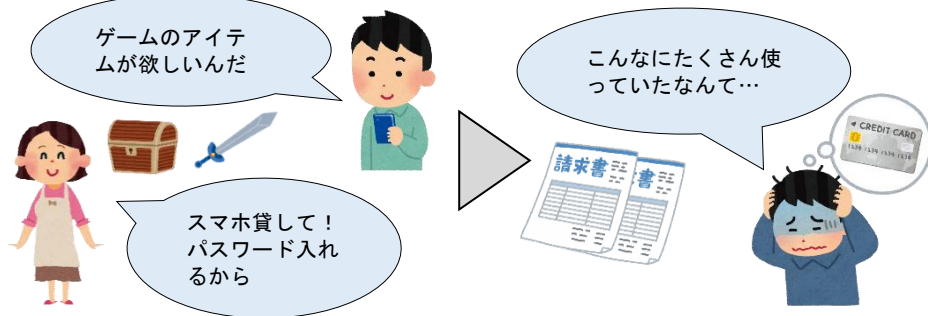 ゲームのアイテ
ムが欲しいんだ
スマホ貸して！
パスワード入れ
るから
こんなにたくさん使
っていたなんて…
請求書
書
CREDIT CARD